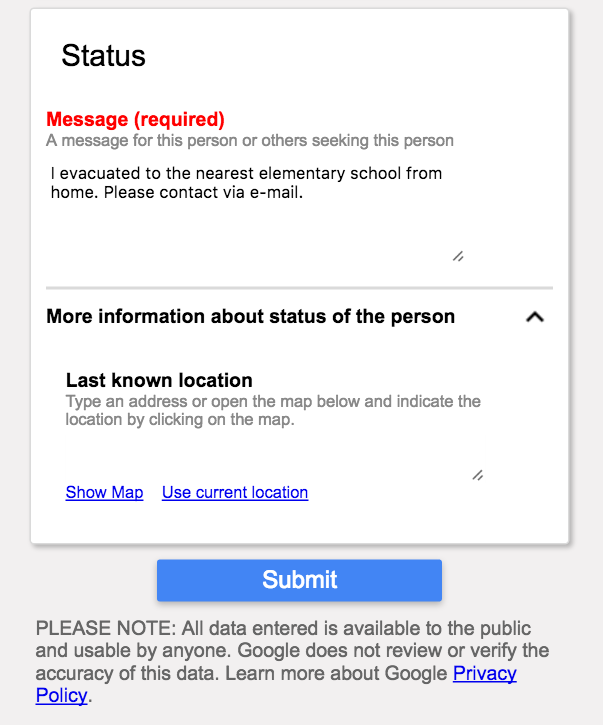 Status
Message (required)
A message for this person or others seeking this person
I evacuated to the nearest elementary school from
home. Please contact via e-mail.
More information about status of the person
Last known location
Type an address or open the map below and indicate the
location by clicking on the map.
Show Map Use current location
Submit
PLEASE NOTE: All data entered is available to the public
and usable by anyone. Google does not review or verify the
accuracy of this data. Learn more about Google Privacy
Policy.